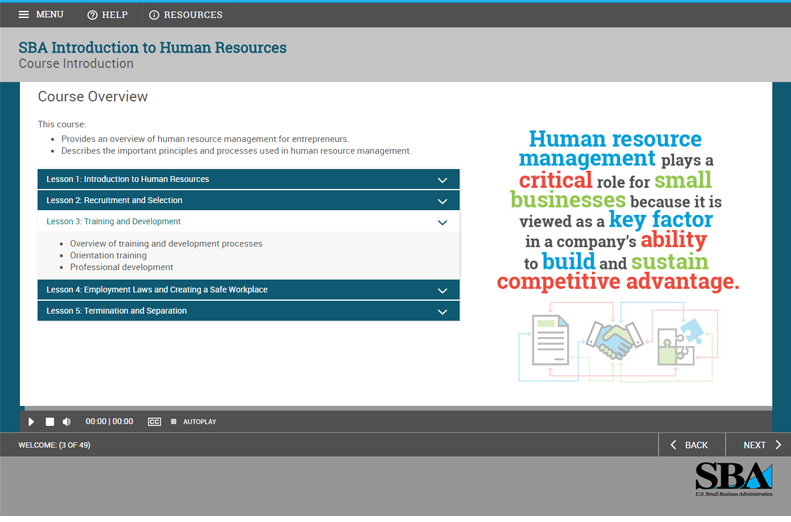 MENU HELP RESOURCES
SBA Introduction to Human Resources
Course Introduction
Course Overview
This course:
Provides an overview of human resource management for entrepreneurs.
Describes the important principles and processes used in human resource management.
Lesson 1: Introduction to Human Resources
Lesson 2: Recruitment and Selection
Lesson 3: Training and Development
Overview of training and development processes
Orientation training
Professional development
Lesson 4: Employment Laws and Creating a Safe Workplace
Lesson 5: Termination and Separation
Human resource
management plays a
critical role for small
businesses because it is
viewed as a key factor
in a company's ability
to build and sustain
competitive advantage.
00:00 | 00:00 CC AUTOPLAY
WELCOME: (3 OF 49) BACK NEXT
SBA
U.S. Small Business Administration